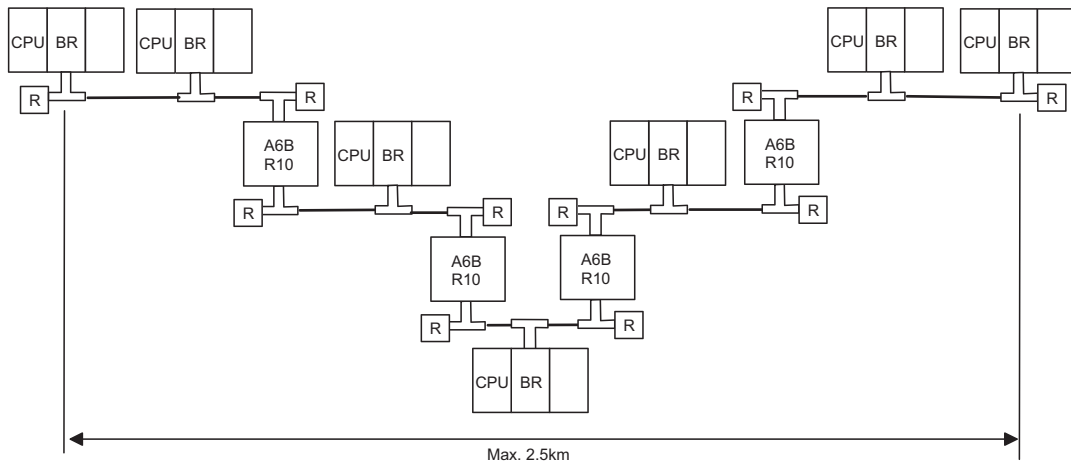 CPU BR CPU BR CPU BR CPU BR
R R R R
A6B
R10
A6B
R10
CPU BR CPU BR
R R R R
A6B
R10
A6B
R10
R R
CPU BR
Max. 2.5km